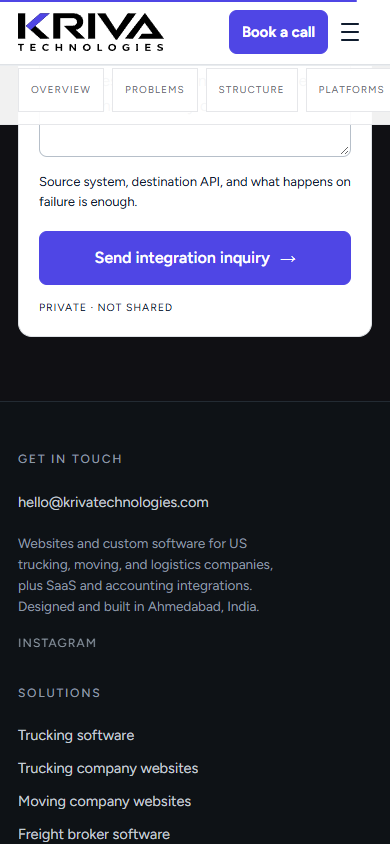 KRIVA
TECHNOLOGIES
Book a call
OVERVIEW
PROBLEMS
STRUCTURE
PLATFORMS
Source system, destination API, and what happens on
failure is enough.
Send integration inquiry →
PRIVATE · NOT SHARED
GET IN TOUCH
hello@krivatechnologies.com
Websites and custom software for US
trucking, moving, and logistics companies,
plus SaaS and accounting integrations.
Designed and built in Ahmedabad, India.
INSTAGRAM
SOLUTIONS
Trucking software
Trucking company websites
Moving company websites
Freight broker software